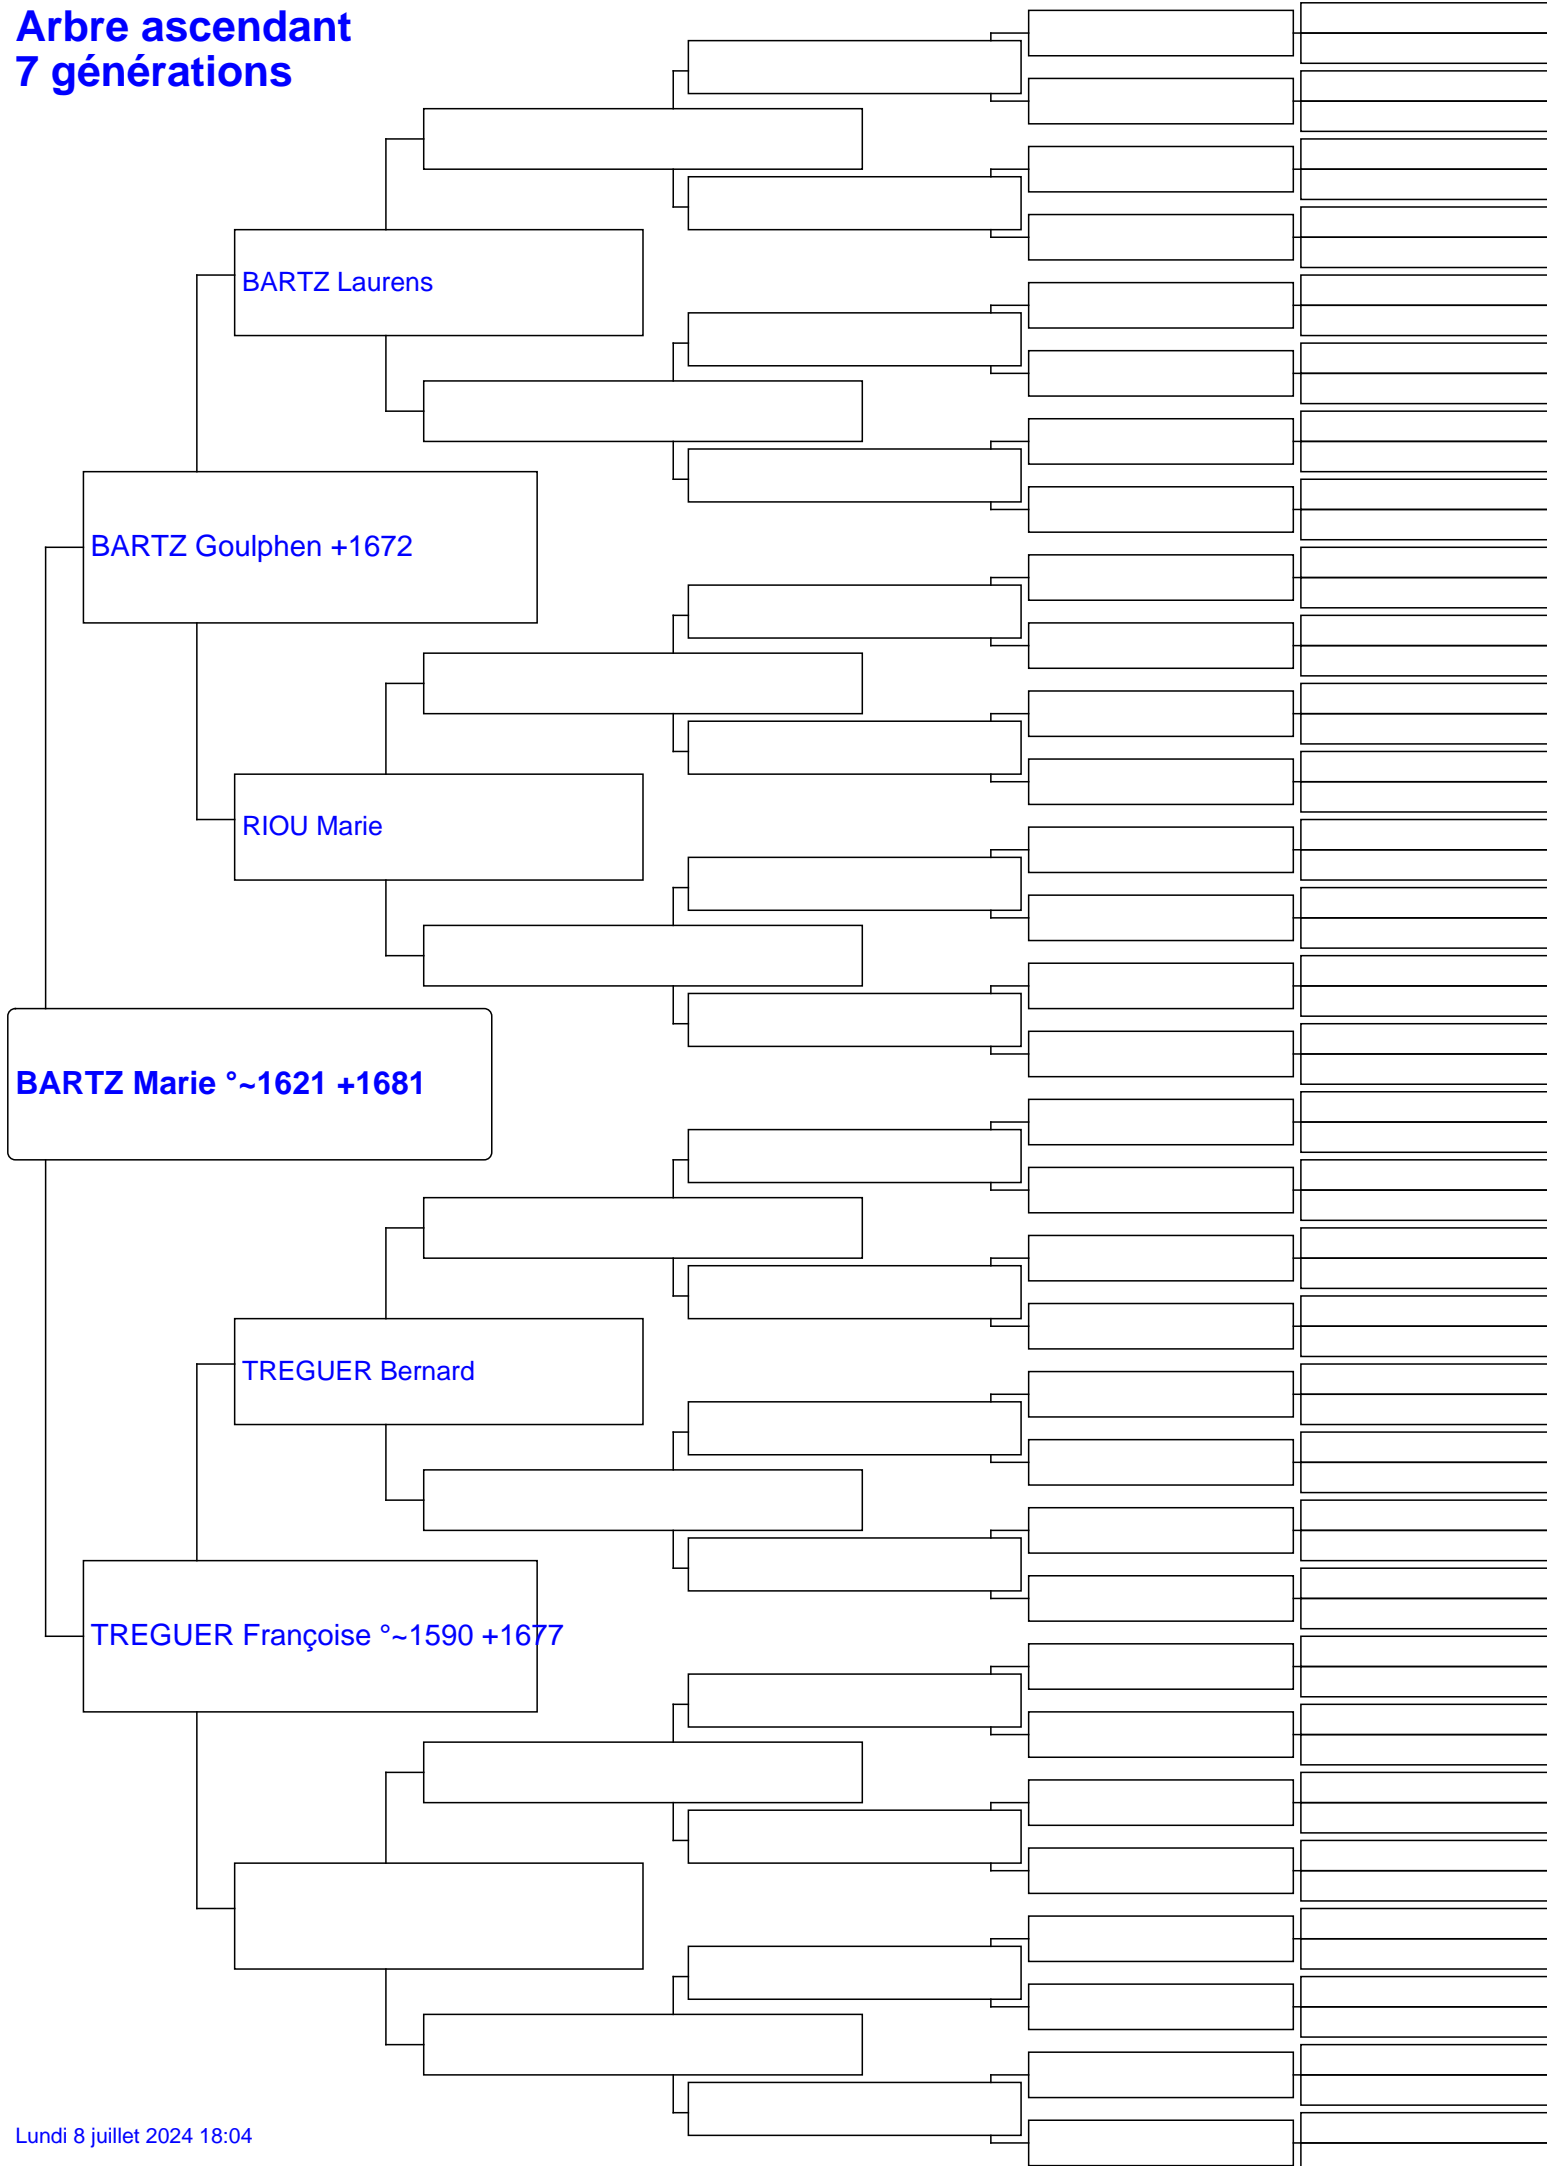 Arbre ascendant
7 générations
BARTZ Laurens
BARTZ Goulphen +1672
RIOU Marie
BARTZ Marie °~1621 +1681
TREGUER Bernard
TREGUER Françoise °~1590 +1677
Lundi 8 juillet 2024 18:04